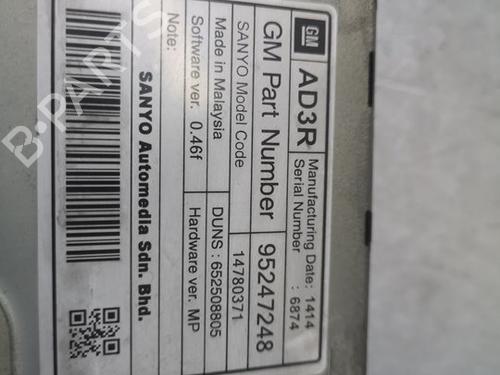 GM
AD3R
Manufacturing Date: 1414
Serial Number : 6874
GM Part Number 95247248
SANYO Model Code 14780371
Made in Malaysia DUNS : 652508805
Software ver. 0.46f Hardware ver. MP
Note:
SANYO Automedia Sdn. Bhd.